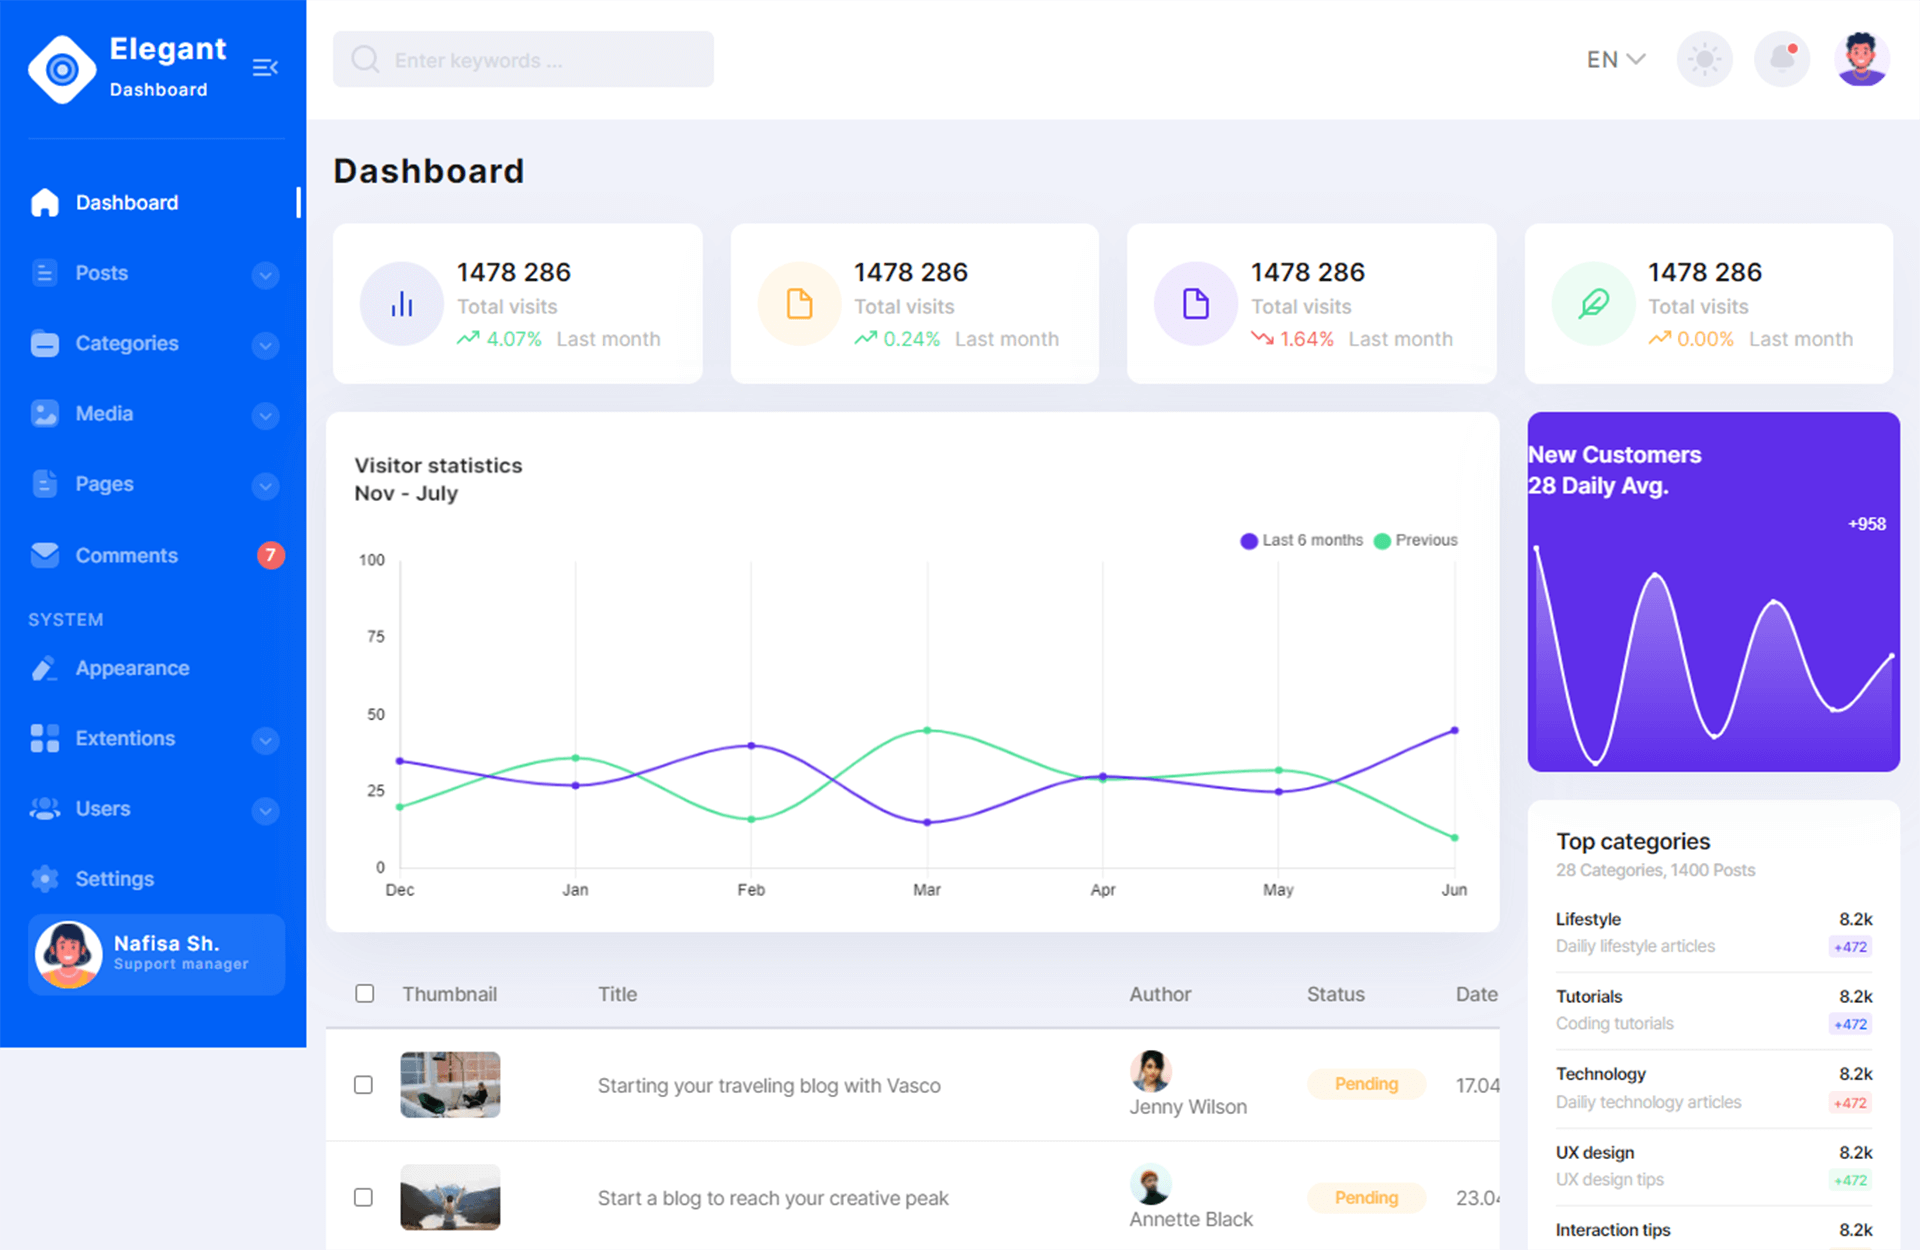 Elegant
Dashboard
Dashboard
Posts
Categories
Media
Pages
Comments
7
SYSTEM
Appearance
Extentions
Users
Settings
Nafisa Sh.
Support manager
Enter keywords ...
EN
Dashboard
1478 286
Total visits
4.07% Last month
1478 286
Total visits
0.24% Last month
1478 286
Total visits
1.64% Last month
1478 286
Total visits
0.00% Last month
Visitor statistics
Nov - July
Last 6 months Previous
100
75
50
25
0
Dec Jan Feb Mar Apr May Jun
New Customers
28 Daily Avg.
+958
Top categories
28 Categories, 1400 Posts
Lifestyle 8.2k
Dailiy lifestyle articles +472
Tutorials 8.2k
Coding tutorials +472
Technology 8.2k
Dailiy technology articles +472
UX design 8.2k
UX design tips +472
Interaction tips 8.2k
Thumbnail Title Author Status Date
Starting your traveling blog with Vasco Jenny Wilson Pending 17.04
Start a blog to reach your creative peak Annette Black Pending 23.04